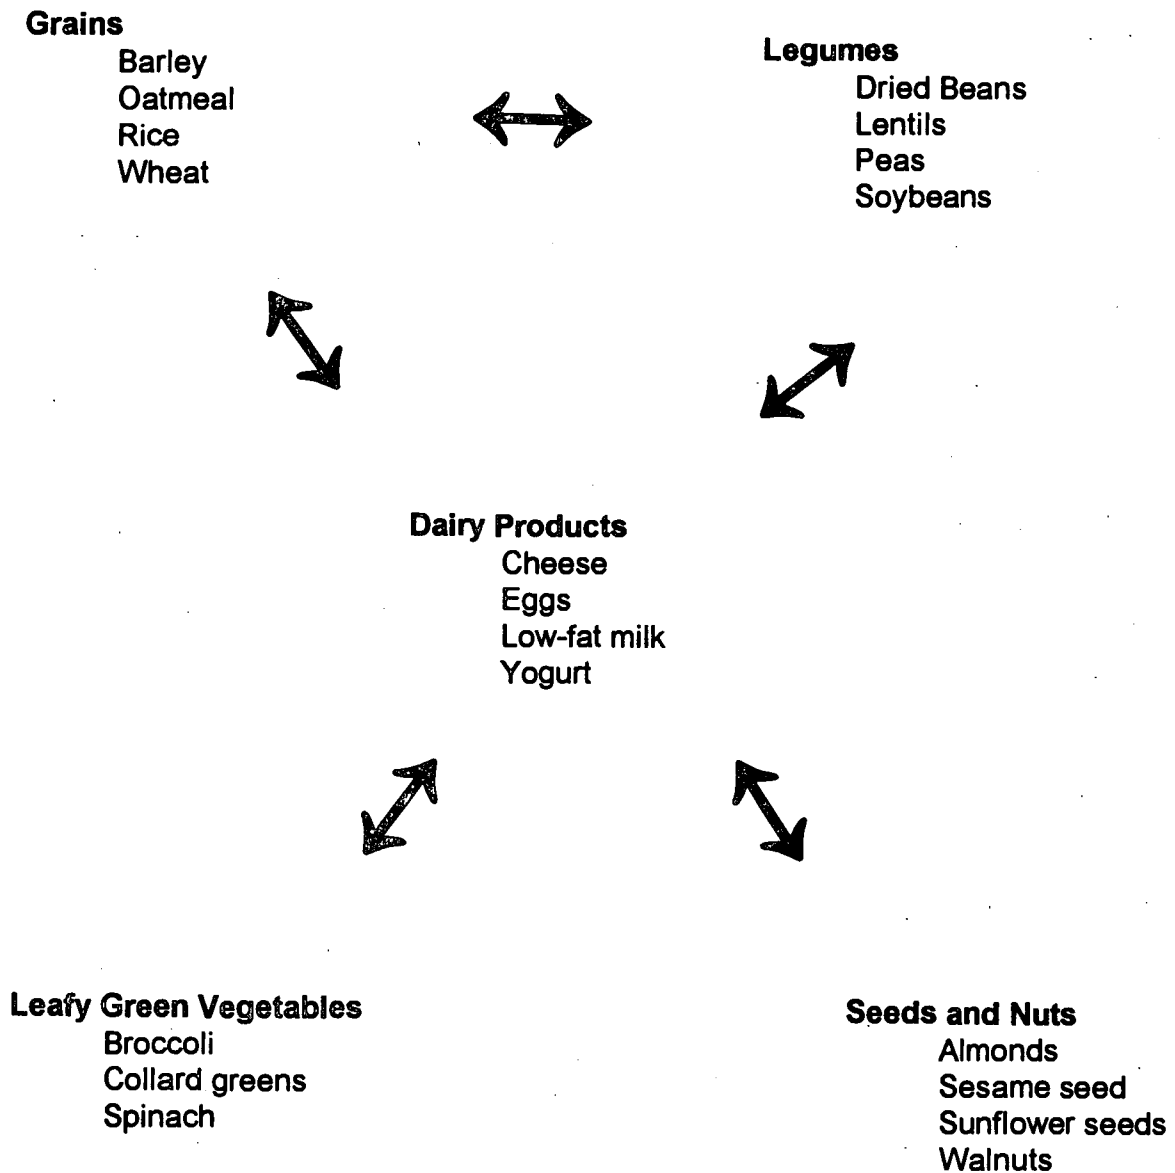 Grains
Barley
Oatmeal
Rice
Wheat
Legumes
Dried Beans
Lentils
Peas
Soybeans
Dairy Products
Cheese
Eggs
Low-fat milk
Yogurt
Leafy Green Vegetables
Broccoli
Collard greens
Spinach
Seeds and Nuts
Almonds
Sesame seed
Sunflower seeds
Walnuts